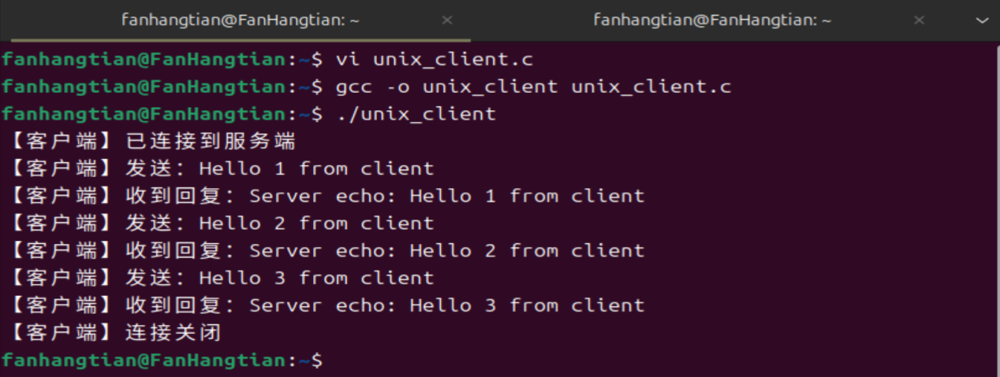 fanhangtian@FanHangtian: ~ × fanhangtian@FanHangtian: ~ ×
fanhangtian@FanHangtian:~$ vi unix_client.c
fanhangtian@FanHangtian:~$ gcc -o unix_client unix_client.c
fanhangtian@FanHangtian:~$ ./unix_client
【客户端】已连接到服务端
【客户端】发送：Hello 1 from client
【客户端】收到回复：Server echo: Hello 1 from client
【客户端】发送：Hello 2 from client
【客户端】收到回复：Server echo: Hello 2 from client
【客户端】发送：Hello 3 from client
【客户端】收到回复：Server echo: Hello 3 from client
【客户端】连接关闭
fanhangtian@FanHangtian:~$